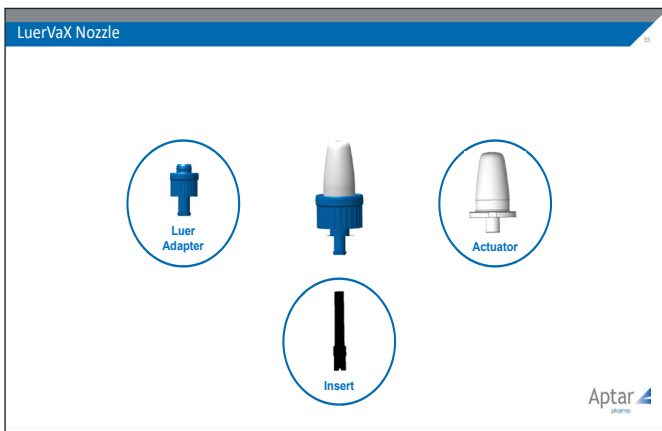 LuerVaX Nozzle
35
Luer
Adapter
Actuator
Insert
Aptar
pharma